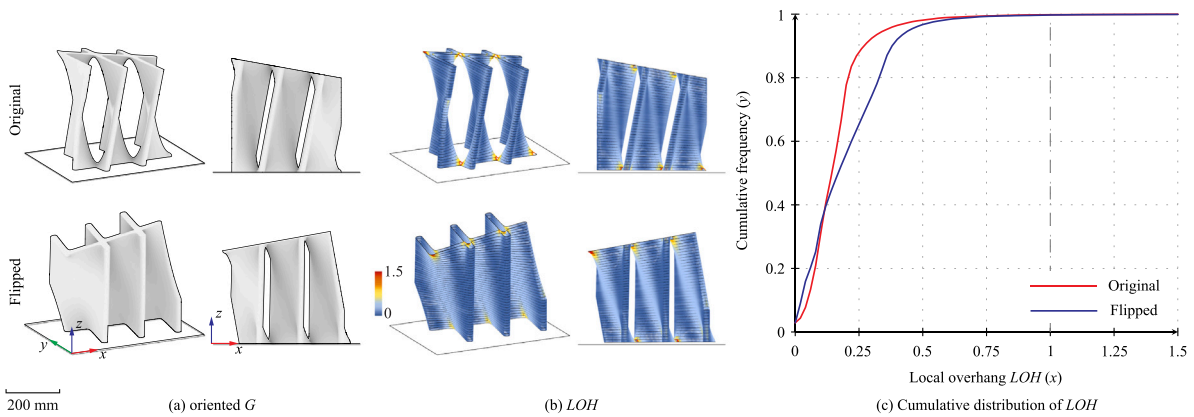 Original
Flipped
z
y
x
z
x
200 mm
(a) oriented G
1.5
0
(b) LOH
1
0.8
0.6
0.4
0.2
0
Cumulative frequency (y)
Original
Flipped
0
0.25
0.5
0.75
1
1.25
1.5
Local overhang LOH (x)
(c) Cumulative distribution of LOH